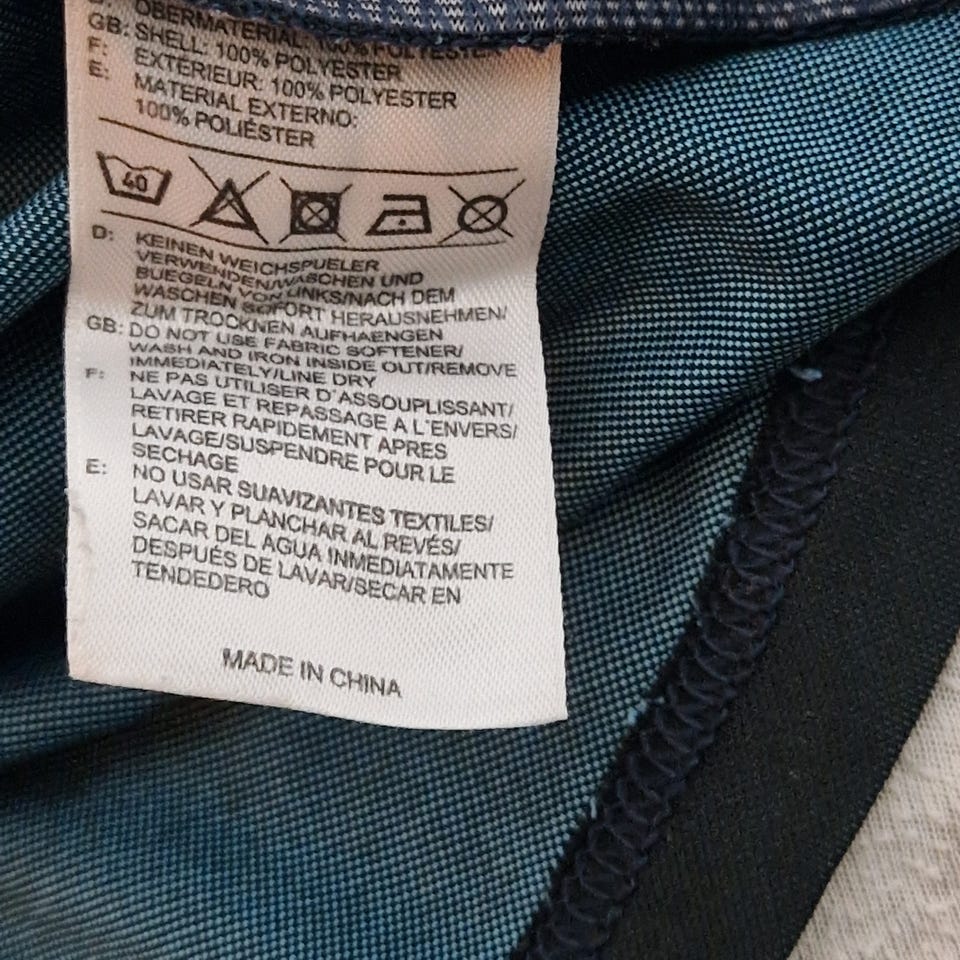 D: OBERMATERIAL: 100% POLYESTER
GB: SHELL: 100% POLYESTER
F: EXTÉRIEUR: 100% POLYESTER
E: MATERIAL EXTERNO:
100% POLIÉSTER
40
D: KEINEN WEICHSPUELER
VERWENDEN/WASCHEN UND
BUEGELN VON LINKS/NACH DEM
WASCHEN SOFORT HERAUSNEHMEN/
ZUM TROCKNEN AUFHAENGEN
GB: DO NOT USE FABRIC SOFTENER/
WASH AND IRON INSIDE OUT/REMOVE
IMMEDIATELY/LINE DRY
F: NE PAS UTILISER D'ASSOUPLISSANT/
LAVAGE ET REPASSAGE A L'ENVERS/
RETIRER RAPIDEMENT APRES
LAVAGE/SUSPENDRE POUR LE
SECHAGE
E: NO USAR SUAVIZANTES TEXTILES/
LAVAR Y PLANCHAR AL REVÉS/
SACAR DEL AGUA INMEDIATAMENTE
DESPUÉS DE LAVAR/SECAR EN
TENDEDERO
MADE IN CHINA